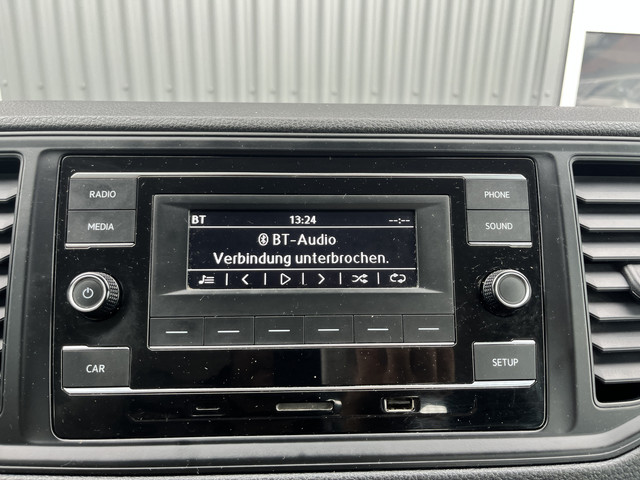 RADIO
MEDIA
BT 13:24 --:--
BT-Audio
Verbindung unterbrochen.
PHONE
SOUND
CAR
SETUP